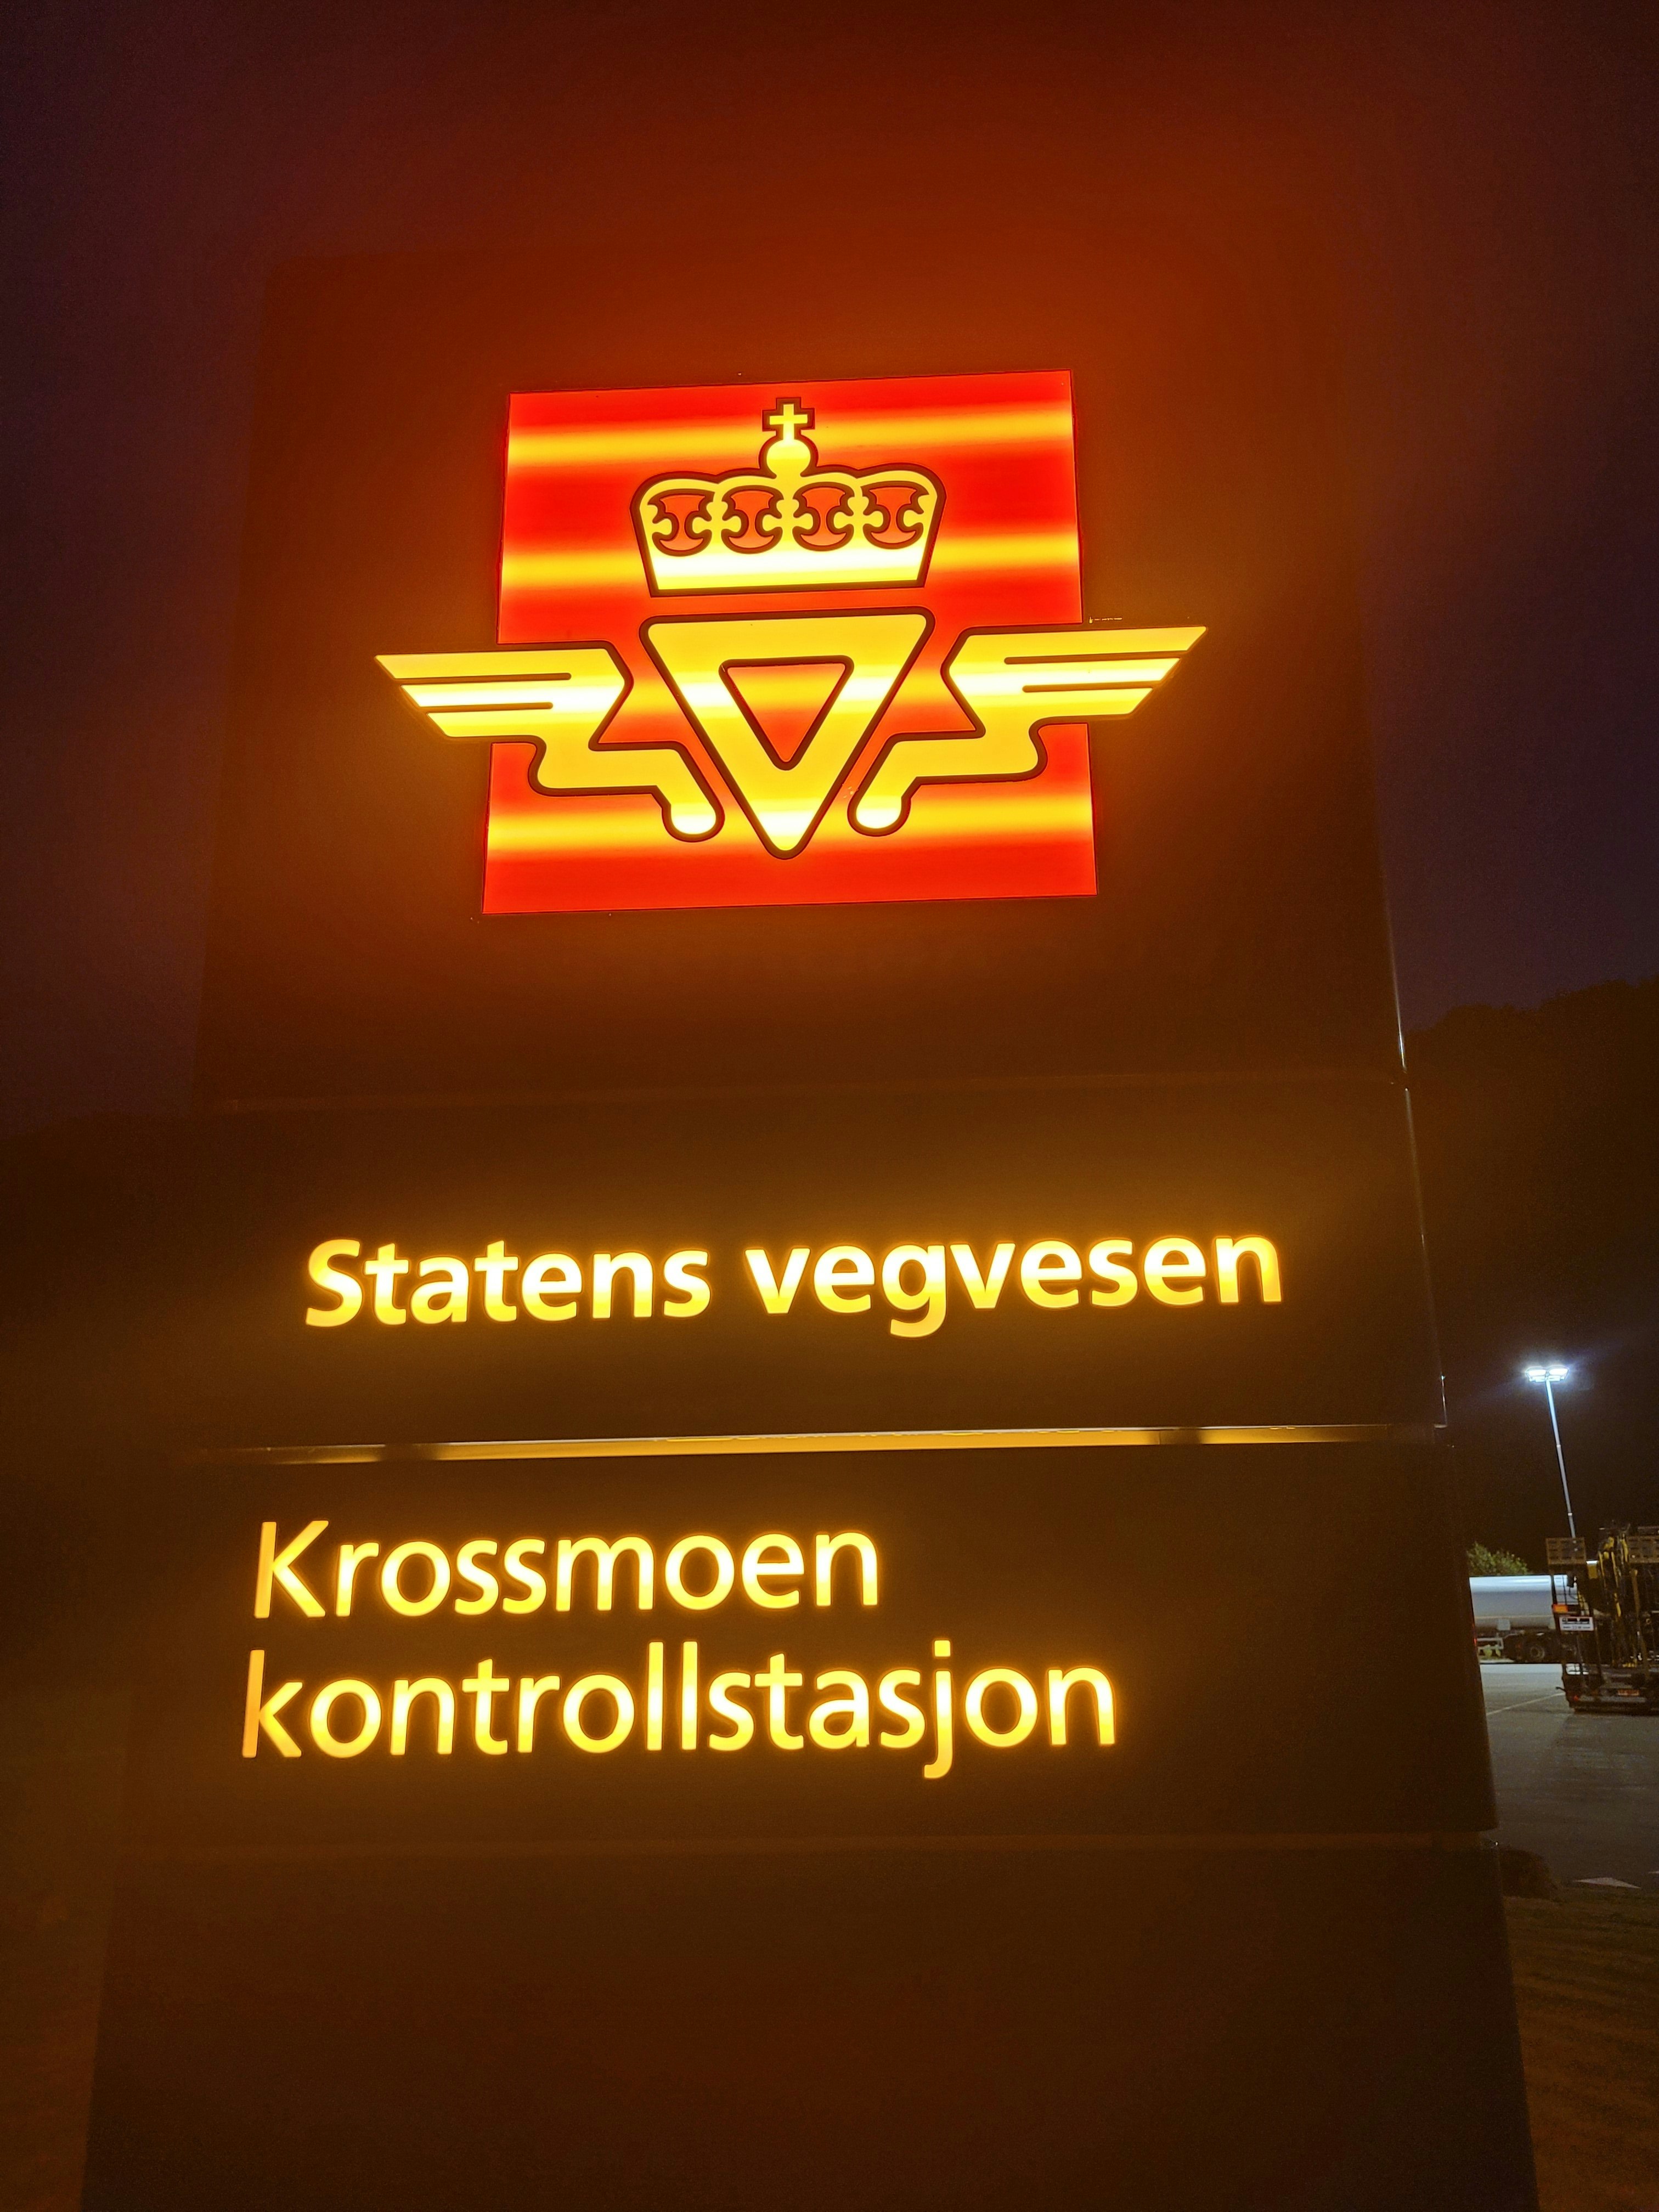 Statens vegvesen
Krossmoen
kontrollstasjon